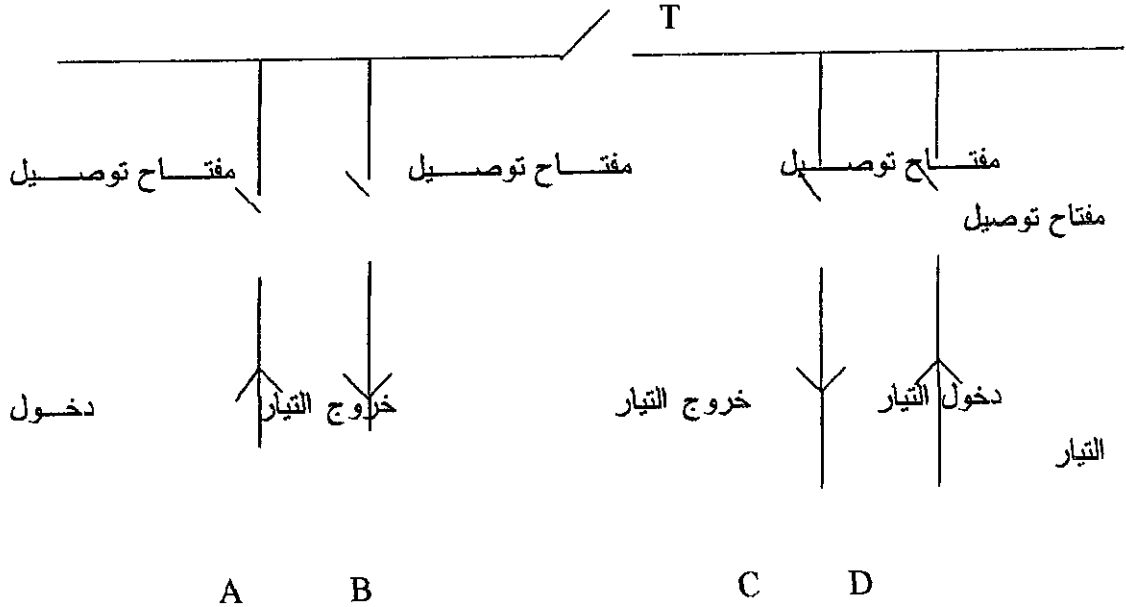 T
مفتاح توصيل مفتاح توصيل مفتاح توصيل
مفتاح توصيل
دخول التيار خروج التيار خروج التيار دخول
التيار
A B C D